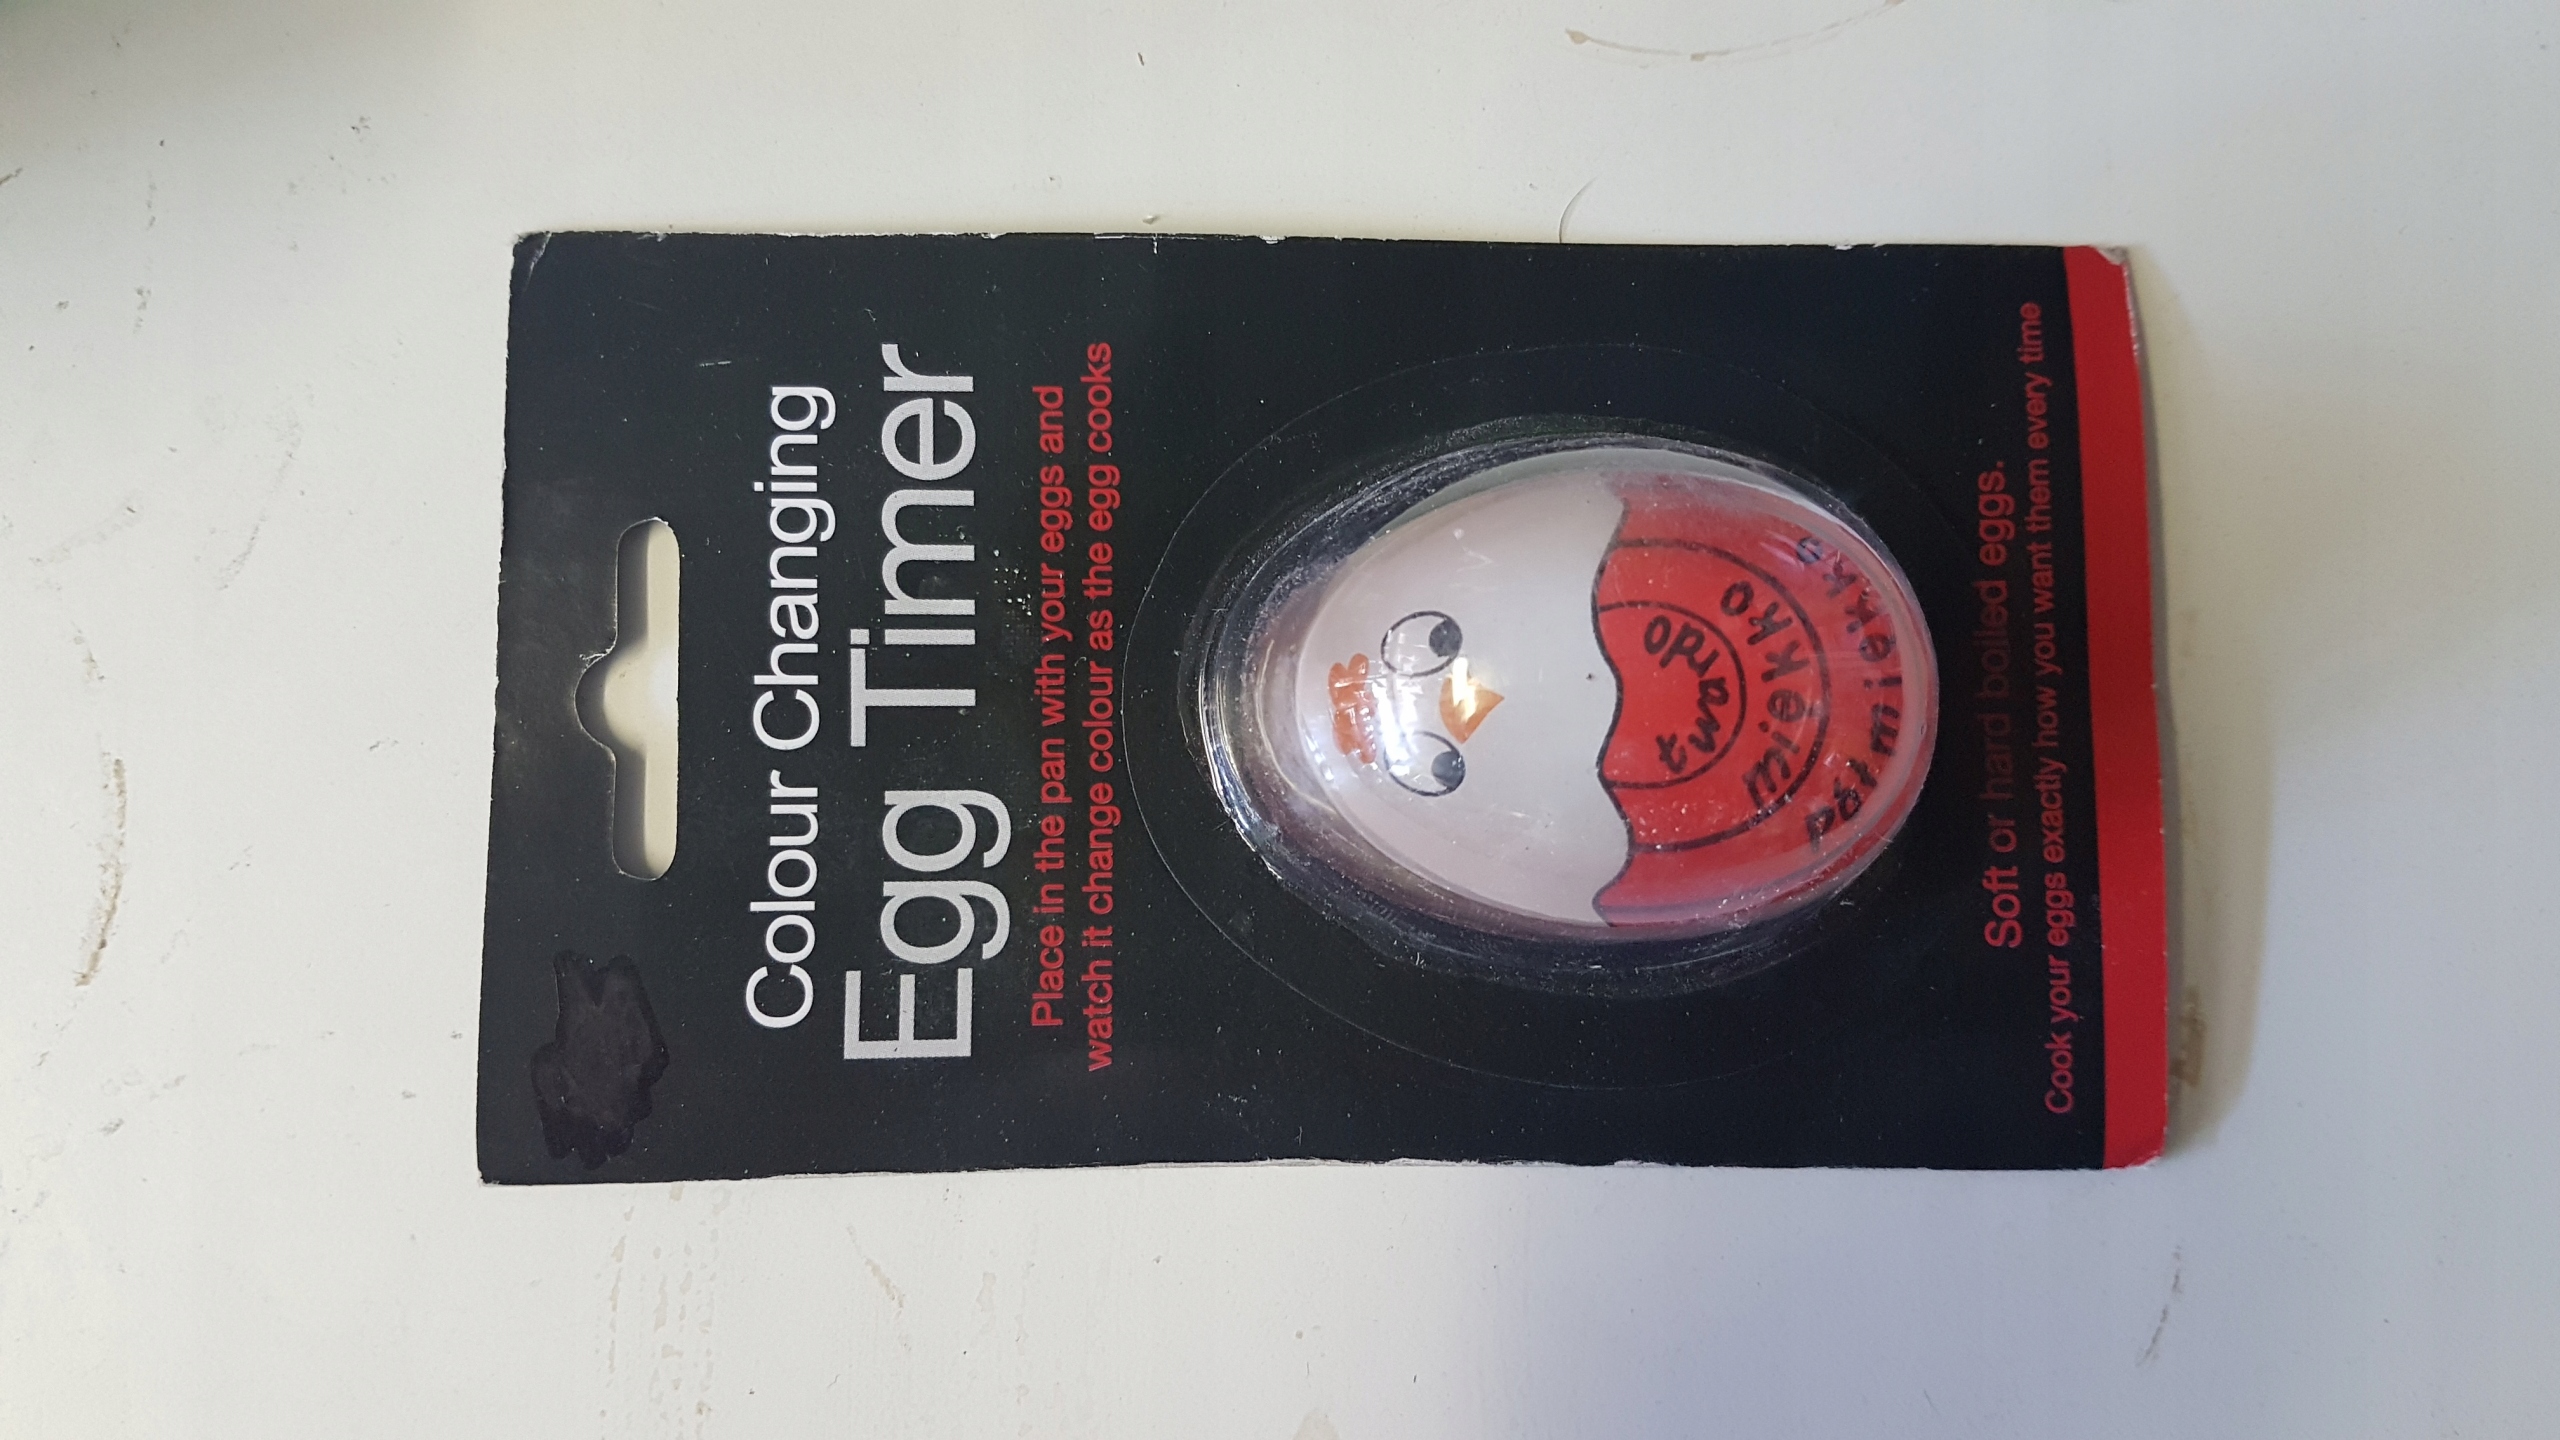 Colour Changing
Egg Timer
Place in the pan with your eggs and
watch it change colour as the egg cooks
twardo
miękko
półmiękko
Soft or hard boiled eggs.
Cook your eggs exactly how you want them every time